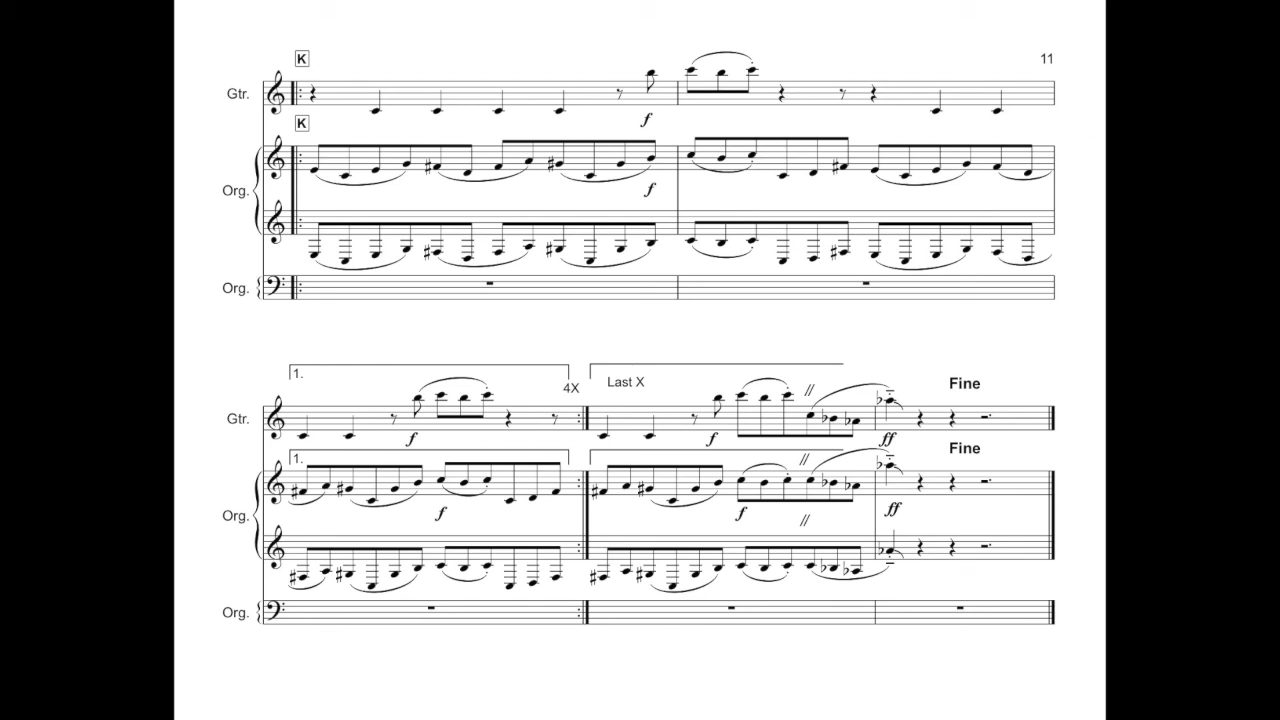 K
11
Gtr.
f
K
Org.
f
Org.
1.
4X
Last X
//
Fine
Gtr.
f
f
ff
1.
//
Fine
Org.
f
f
ff
//
Org.